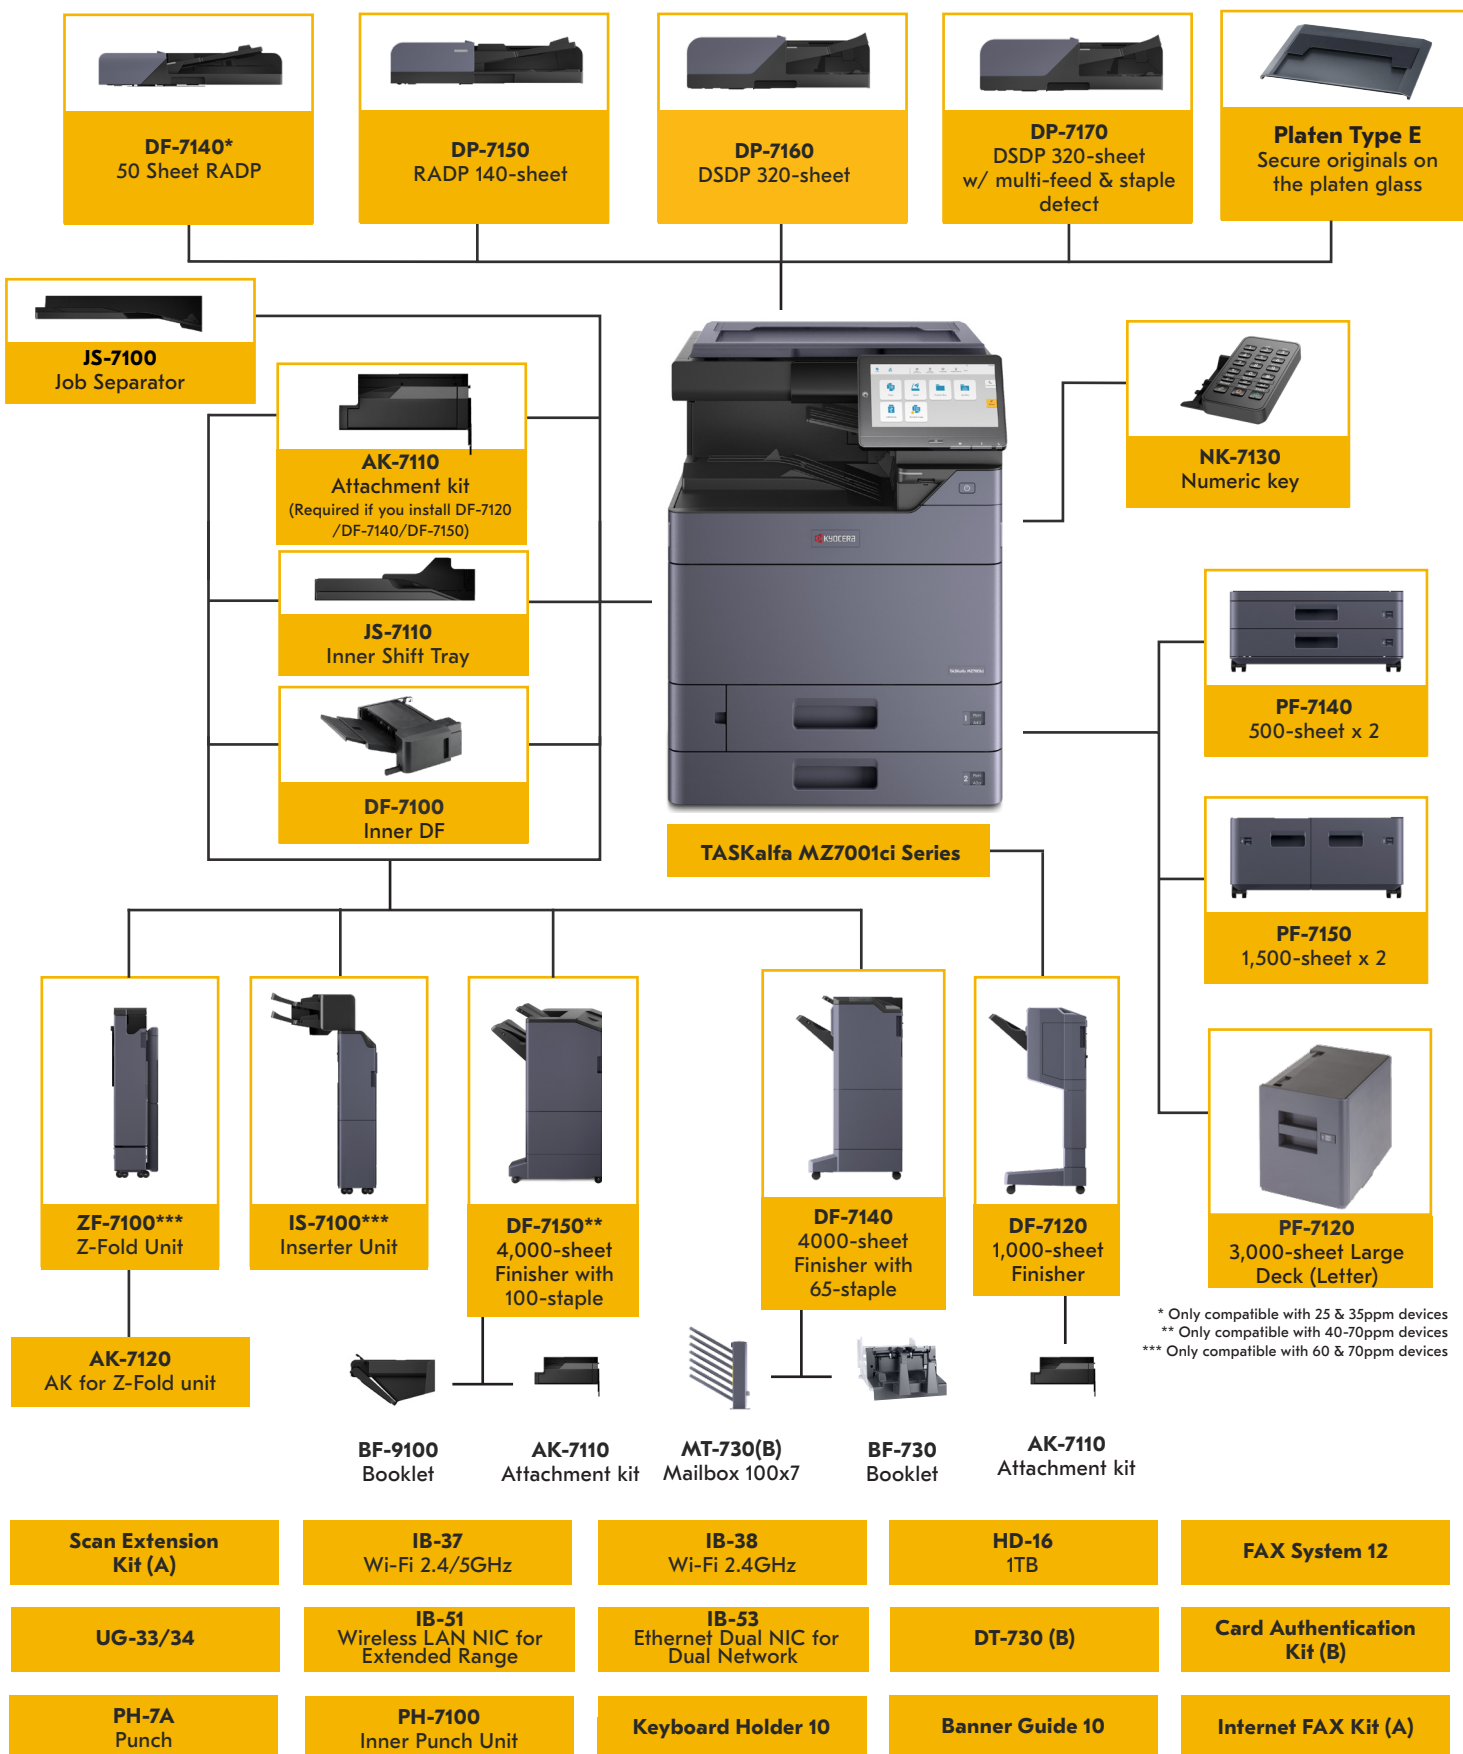 DF-7140*
50 Sheet RADP
DP-7150
RADP 140-sheet
DP-7160
DSDP 320-sheet
DP-7170
DSDP 320-sheet
w/ multi-feed & staple
detect
Platen Type E
Secure originals on
the platen glass
JS-7100
Job Separator
AK-7110
Attachment kit
(Required if you install DF-7120
/DF-7140/DF-7150)
KYOCERA
NK-7130
Numeric key
JS-7110
Inner Shift Tray
PF-7140
500-sheet x 2
1
2
DF-7100
Inner DF
TASKalfa MZ7001ci Series
PF-7150
1,500-sheet x 2
ZF-7100***
Z-Fold Unit
IS-7100***
Inserter Unit
DF-7150**
4,000-sheet
Finisher with
100-staple
DF-7140
4000-sheet
Finisher with
65-staple
DF-7120
1,000-sheet
Finisher
PF-7120
3,000-sheet Large
Deck (Letter)
* Only compatible with 25 & 35ppm devices
** Only compatible with 40-70ppm devices
*** Only compatible with 60 & 70ppm devices
AK-7120
AK for Z-Fold unit
BF-9100
Booklet
AK-7110
Attachment kit
MT-730(B)
Mailbox 100x7
BF-730
Booklet
AK-7110
Attachment kit
Scan Extension
Kit (A)
IB-37
Wi-Fi 2.4/5GHz
IB-38
Wi-Fi 2.4GHz
HD-16
1TB
FAX System 12
UG-33/34
IB-51
Wireless LAN NIC for
Extended Range
IB-53
Ethernet Dual NIC for
Dual Network
DT-730 (B)
Card Authentication
Kit (B)
PH-7A
Punch
PH-7100
Inner Punch Unit
Keyboard Holder 10
Banner Guide 10
Internet FAX Kit (A)